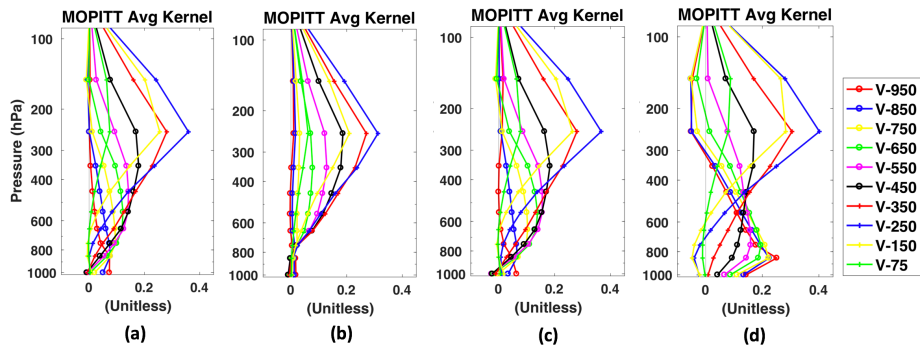 MOPITT Avg Kernel
MOPITT Avg Kernel
MOPITT Avg Kernel
MOPITT Avg Kernel
Pressure (hPa)
100
200
300
400
600
800
1000
0 0.2 0.4
(Unitless)
(a)
100
200
300
400
600
800
1000
0 0.2 0.4
(Unitless)
(b)
100
200
300
400
600
800
1000
0 0.2 0.4
(Unitless)
(c)
100
200
300
400
600
800
1000
0 0.2 0.4
(Unitless)
(d)
V-950
V-850
V-750
V-650
V-550
V-450
V-350
V-250
V-150
V-75